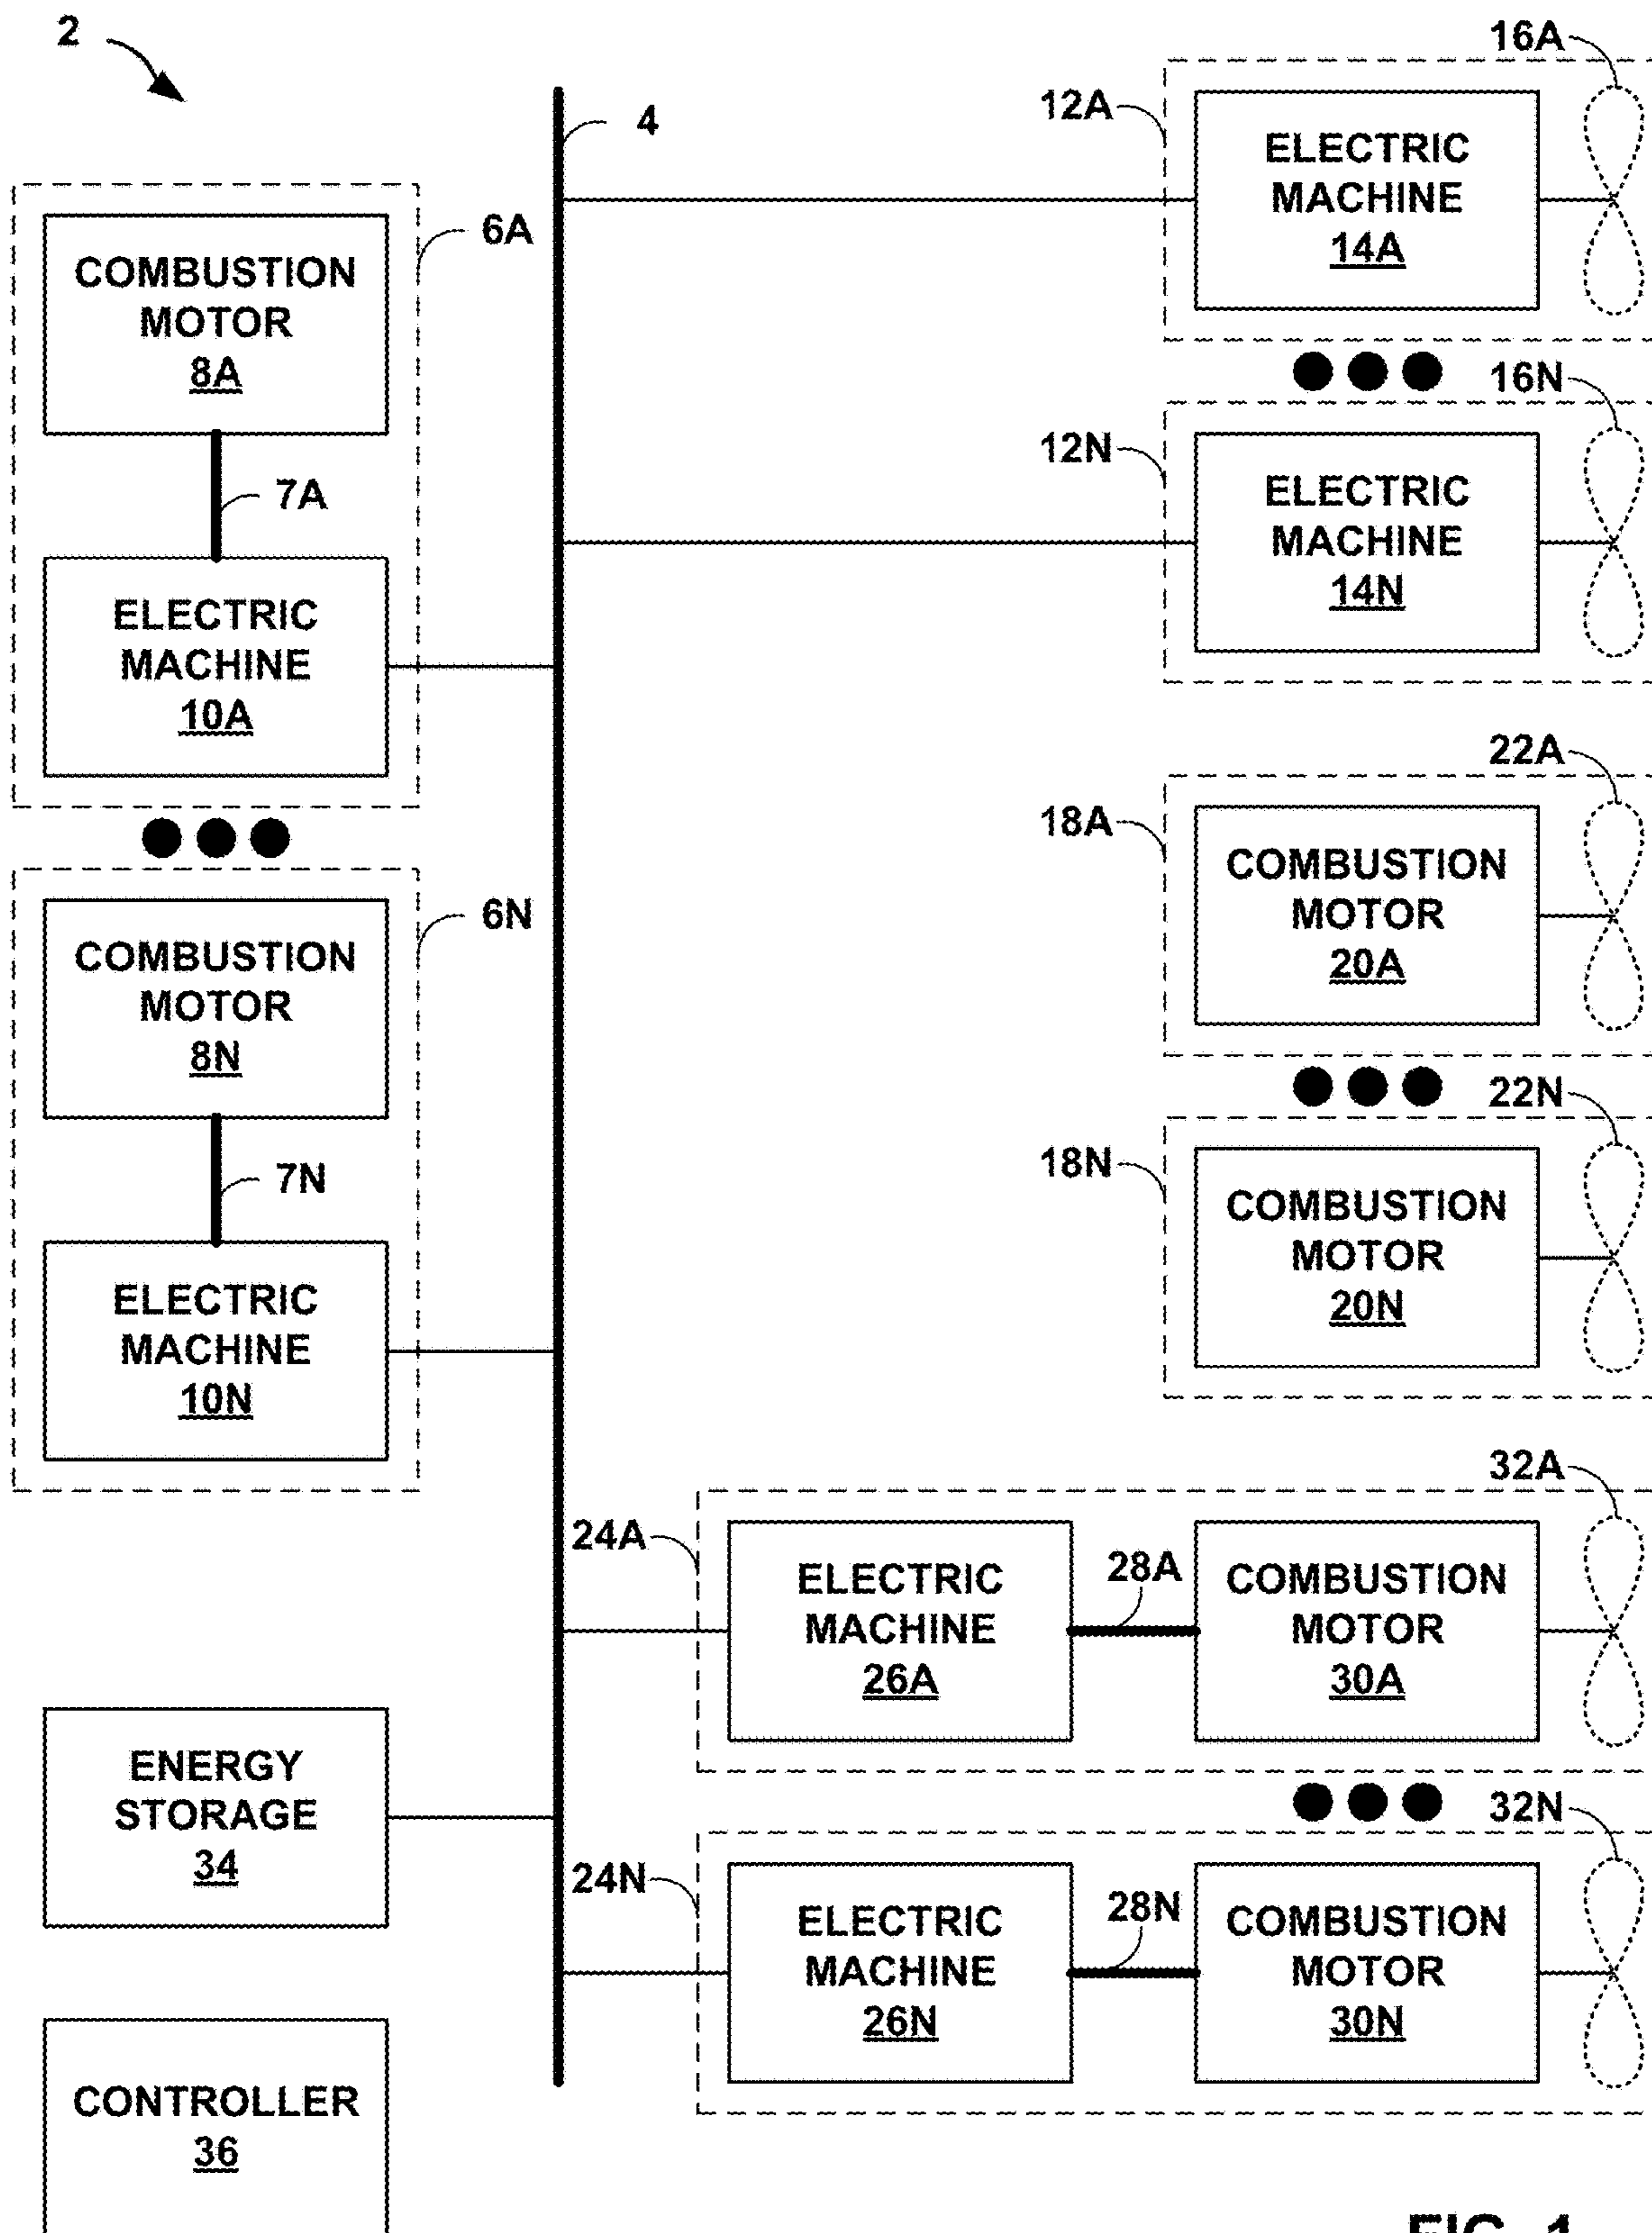 2
4
6A
COMBUSTION
MOTOR
8A
7A
ELECTRIC
MACHINE
10A
6N
COMBUSTION
MOTOR
8N
7N
ELECTRIC
MACHINE
10N
ENERGY
STORAGE
34
CONTROLLER
36
16A
12A
ELECTRIC
MACHINE
14A
16N
12N
ELECTRIC
MACHINE
14N
22A
18A
COMBUSTION
MOTOR
20A
22N
18N
COMBUSTION
MOTOR
20N
32A
24A
ELECTRIC
MACHINE
26A
28A
COMBUSTION
MOTOR
30A
32N
24N
ELECTRIC
MACHINE
26N
28N
COMBUSTION
MOTOR
30N
FIG. 1